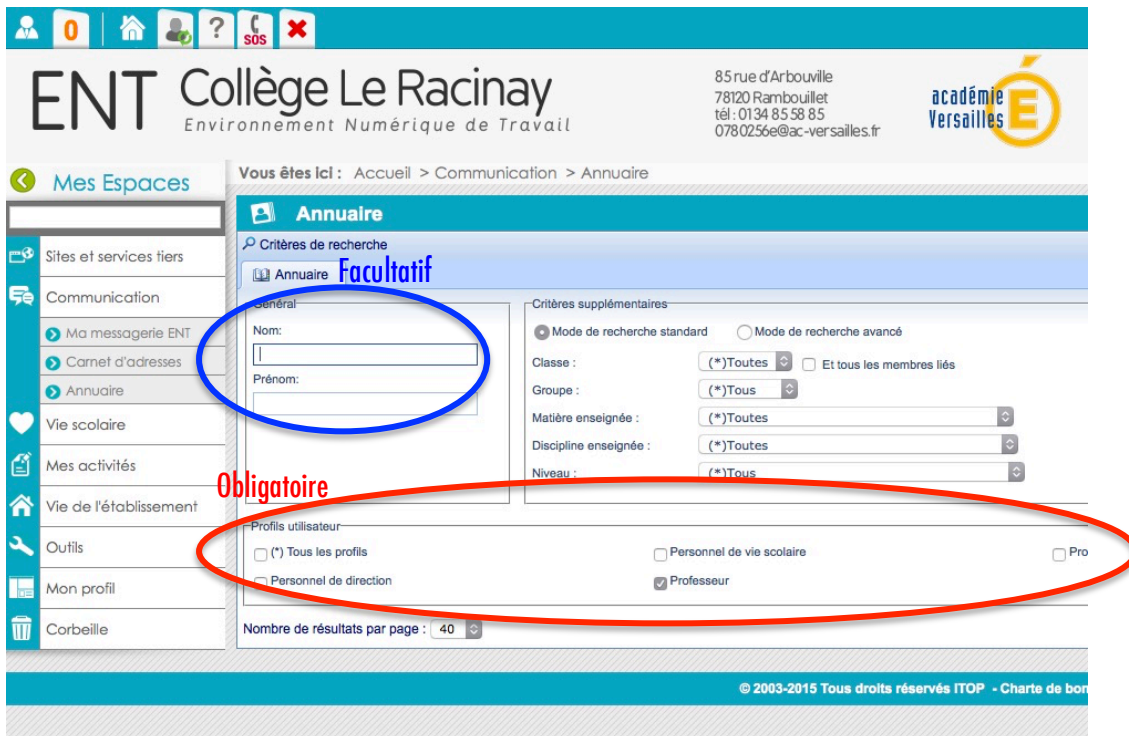 0 ? SOS
ENT Collège Le Racinay
Environnement Numérique de Travail
85 rue d'Arbouville
78120 Rambouillet
tél : 01 34 85 58 85
0780256e@ac-versailles.fr
académie
Versailles
É
Mes Espaces
Sites et services tiers
Communication
Ma messagerie ENT
Carnet d'adresses
Annuaire
Vie scolaire
Mes activités
Vie de l'établissement
Outils
Mon profil
Corbeille
Vous êtes ici : Accueil > Communication > Annuaire
Annuaire
Critères de recherche
Annuaire
Facultatif
Général
Nom:
Prénom:
Critères supplémentaires
Mode de recherche standard Mode de recherche avancé
Classe : (*)Toutes Et tous les membres liés
Groupe : (*)Tous
Matière enseignée : (*)Toutes
Discipline enseignée : (*)Toutes
Niveau : (*)Tous
Obligatoire
Profils utilisateur
(*) Tous les profils Personnel de vie scolaire Pro
Personnel de direction Professeur
Nombre de résultats par page : 40
© 2003-2015 Tous droits réservés ITOP - Charte de bon